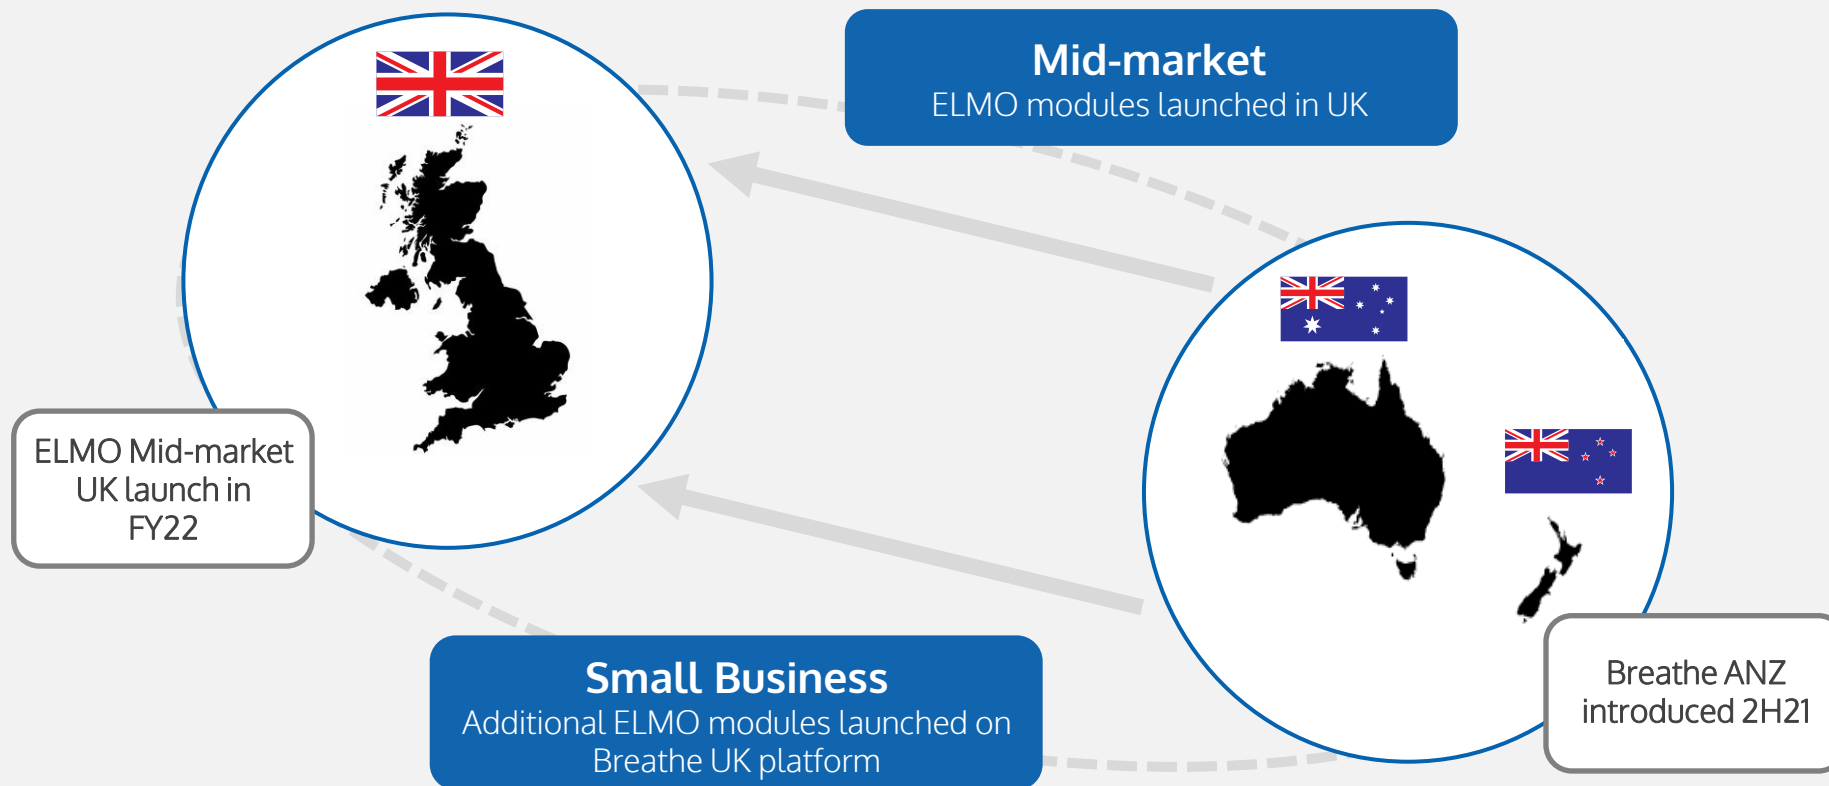 Mid-market
ELMO modules launched in UK
ELMO Mid-market
UK launch in
FY22
Small Business
Additional ELMO modules launched on
Breathe UK platform
Breathe ANZ
introduced 2H21